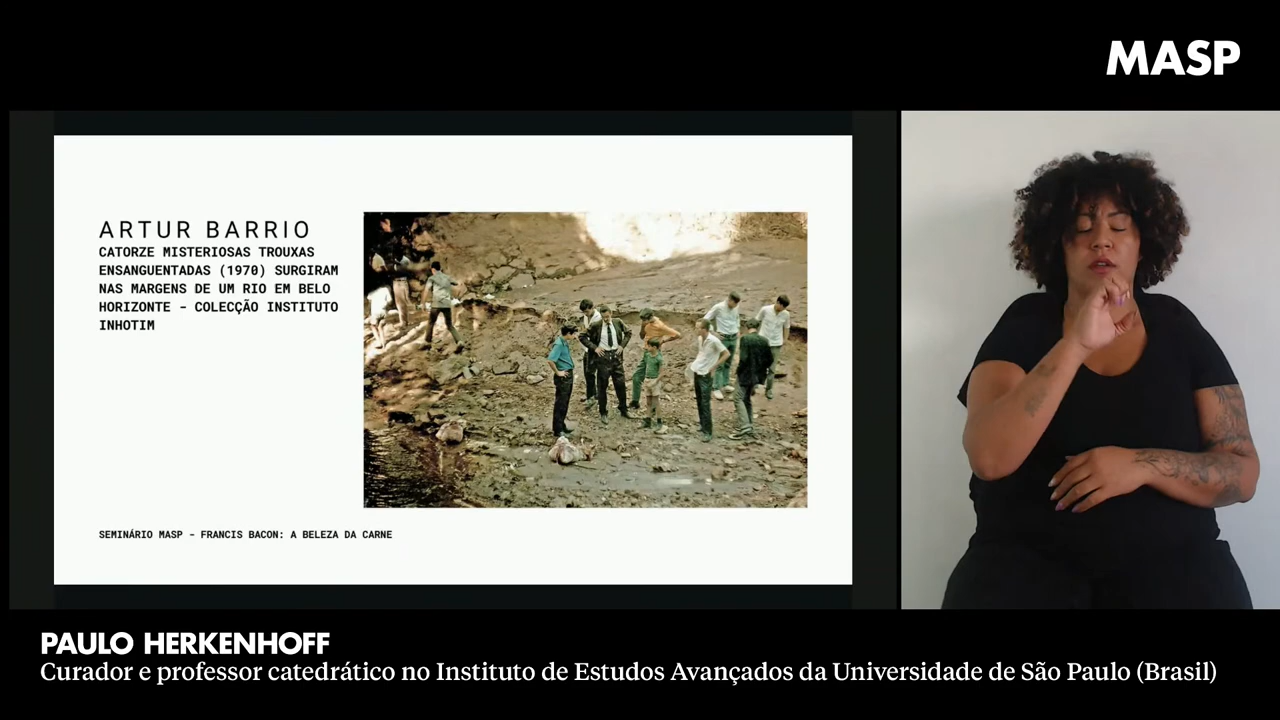 MASP
ARTUR BARRIO
CATORZE MISTERIOSAS TROUXAS
ENSANGUENTADAS (1970) SURGIRAM
NAS MARGENS DE UM RIO EM BELO
HORIZONTE - COLECÇÃO INSTITUTO
INHOTIM
SEMINÁRIO MASP - FRANCIS BACON: A BELEZA DA CARNE
PAULO HERKENHOFF
Curador e professor catedrático no Instituto de Estudos Avançados da Universidade de São Paulo (Brasil)